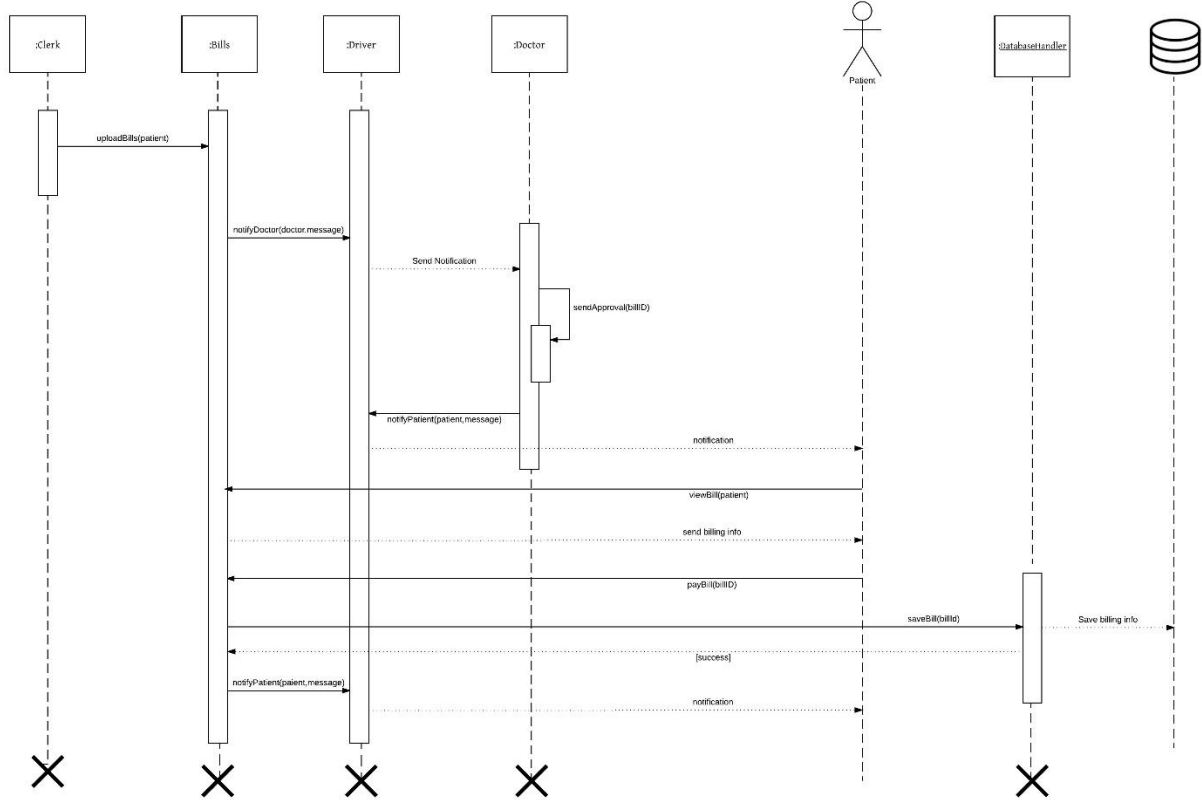 :Clerk
:Bills
:Driver
:Doctor
Patient
:DatabaseHandler
uploadBills(patient)
notifyDoctor(doctor.message)
Send Notification
sendApproval(billID)
notifyPatient(patient,message)
notification
viewBill(patient)
send billing info
payBill(billID)
saveBill(billId)
Save billing info
[success]
notifyPatient(paient,message)
notification